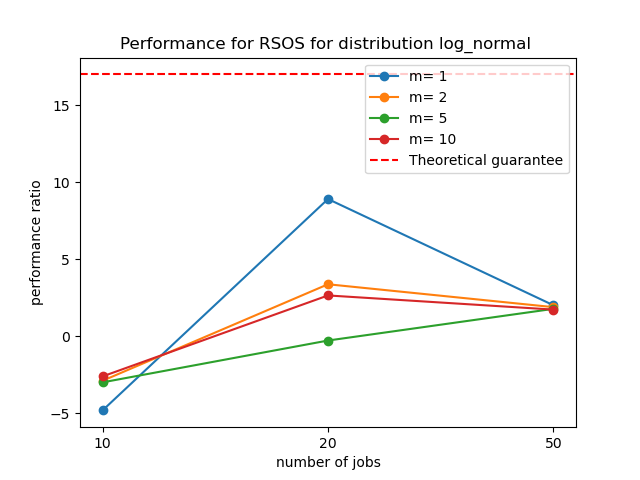 Performance for RSOS for distribution log_normal
m= 1
m= 2
m= 5
m= 10
Theoretical guarantee
performance ratio
15
10
5
0
−5
10 20 50
number of jobs